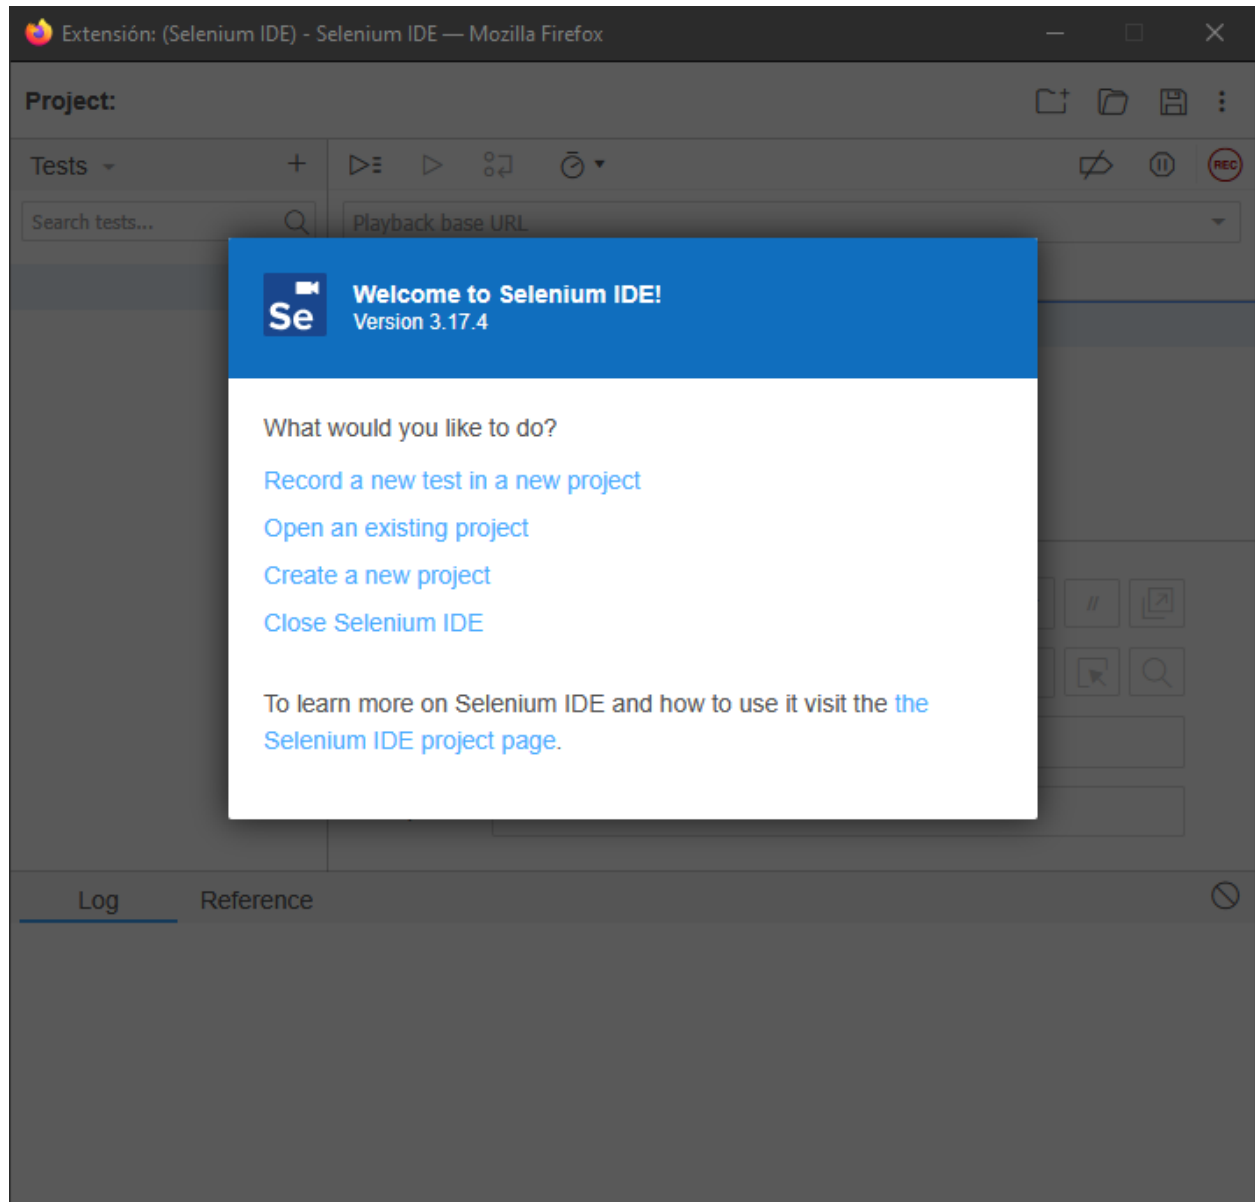 Extensión: (Selenium IDE) - Selenium IDE — Mozilla Firefox
Project:
Tests
REC
Search tests...
Playback base URL
Se
Welcome to Selenium IDE!
Version 3.17.4
What would you like to do?
Record a new test in a new project
Open an existing project
Create a new project
Close Selenium IDE
//
To learn more on Selenium IDE and how to use it visit the the
Selenium IDE project page.
Log
Reference